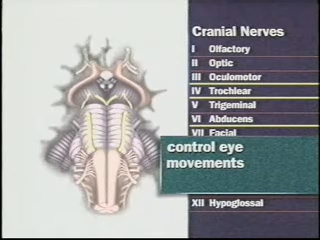 Cranial Nerves
I Olfactory
II Optic
III Oculomotor
IV Trochlear
V Trigeminal
VI Abducens
VII Facial
control eye
movements
XII Hypoglossal